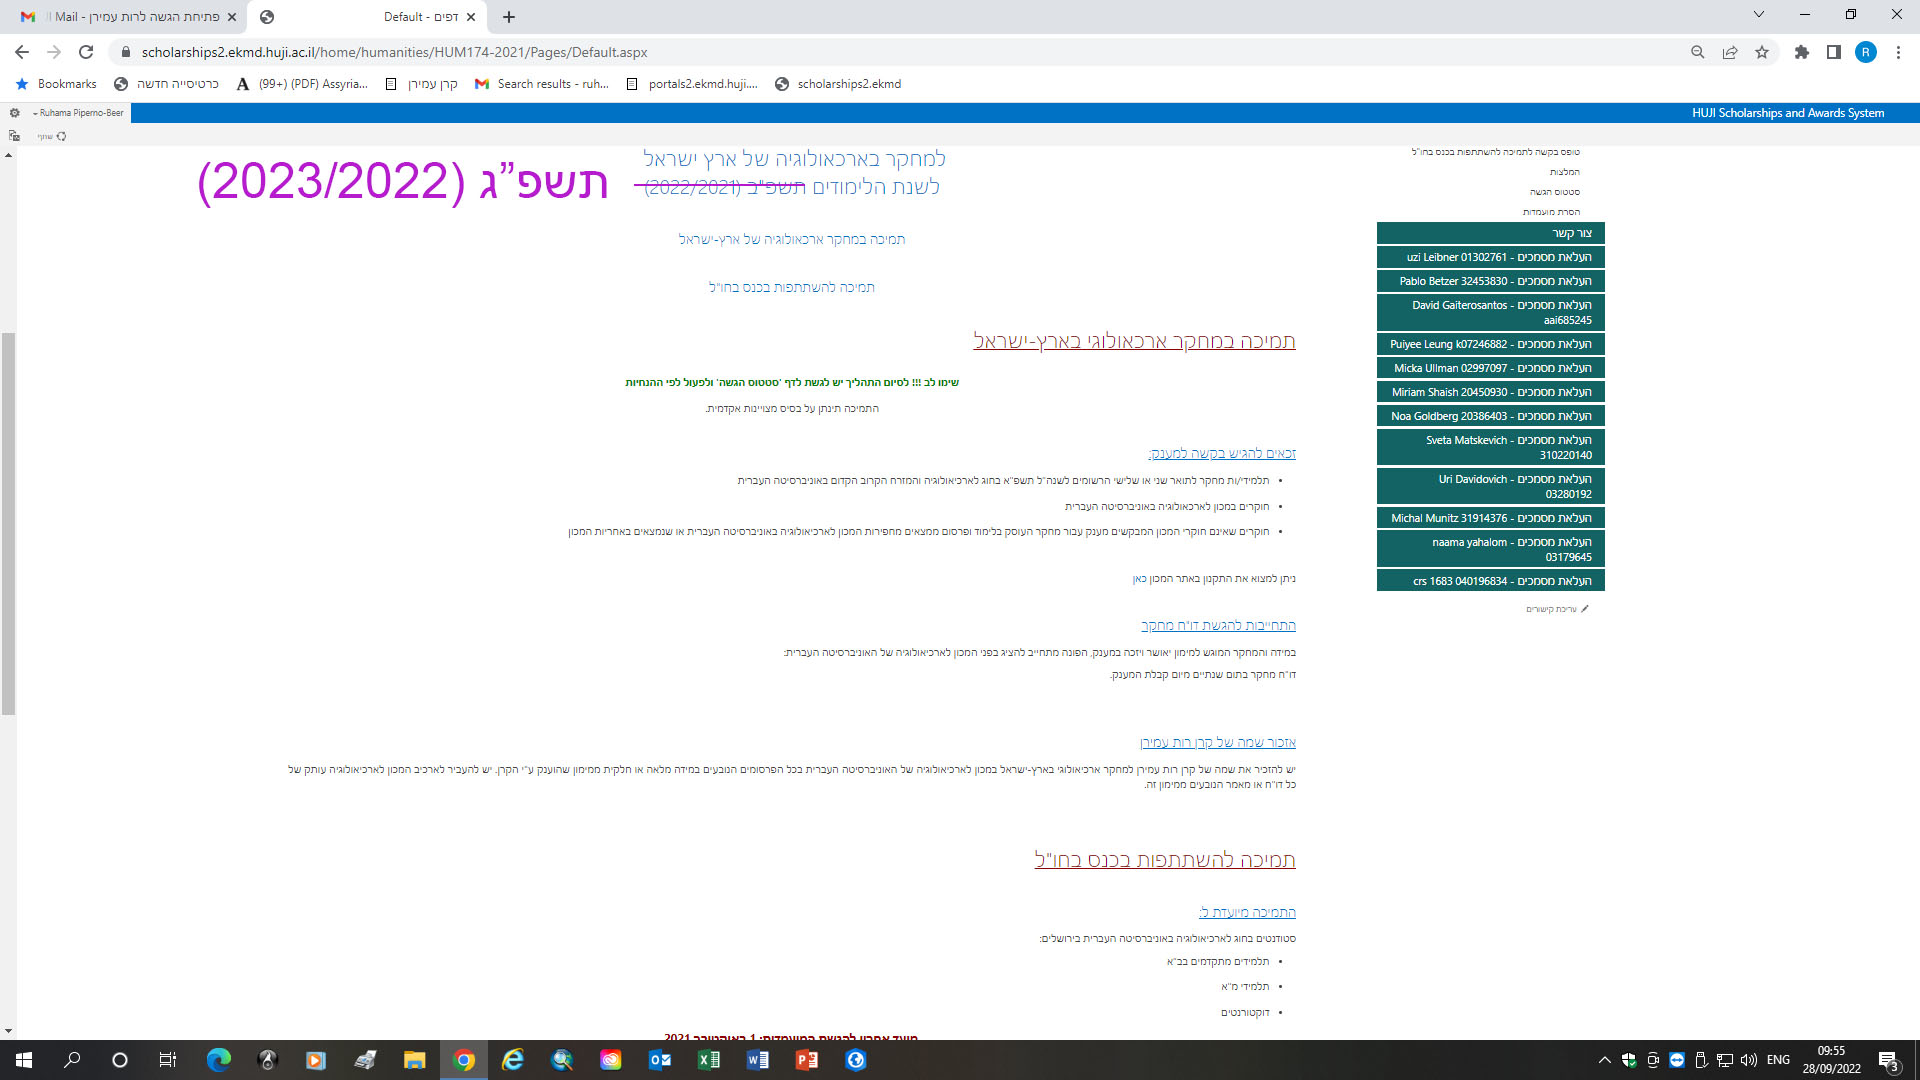 פתיחת הגשה לרות עמירן - Mail
דפים - Default
scholarships2.ekmd.huji.ac.il/home/humanities/HUM174-2021/Pages/Default.aspx
R
Bookmarks
כרטיסייה חדשה
(99+) (PDF) Assyria...
קרן עמירן
Search results - ruh...
portals2.ekmd.huji....
scholarships2.ekmd
Ruhama Piperno-Beer
HUJI Scholarships and Awards System
שתף
טופס בקשה לתמיכה להשתתפות בכנס בחו"ל
המלצות
סטטוס הגשה
הסרת מועמדות
צור קשר
העלאת מסמכים - uzi Leibner 01302761
העלאת מסמכים - Pablo Betzer 32453830
העלאת מסמכים - David Gaiterosantos
aai685245
העלאת מסמכים - Puiyee Leung k07246882
העלאת מסמכים - Micka Ullman 02997097
העלאת מסמכים - Miriam Shaish 20450930
העלאת מסמכים - Noa Goldberg 20386403
העלאת מסמכים - Sveta Matskevich
310220140
העלאת מסמכים - Uri Davidovich
03280192
העלאת מסמכים - Michal Munitz 31914376
העלאת מסמכים - naama yahalom
03179645
העלאת מסמכים - crs 1683 040196834
עריכת קישורים
למחקר בארכאולוגיה של ארץ ישראל
לשנת הלימודים תשפ"ב (2022/2021)
תשפ"ג (2023/2022)
תמיכה במחקר ארכאולוגיה של ארץ-ישראל
תמיכה להשתתפות בכנס בחו"ל
תמיכה במחקר ארכאולוגי בארץ-ישראל
שימו לב !!! לסיום התהליך יש לגשת לדף 'סטטוס הגשה' ולפעול לפי ההנחיות
התמיכה תינתן על בסיס מצויינות אקדמית.
זכאים להגיש בקשה למענק:
• תלמידי/ות מחקר לתואר שני או שלישי הרשומים לשנה"ל תשפ"א בחוג לארכיאולוגיה והמזרח הקרוב הקדום באוניברסיטה העברית
• חוקרים במכון לארכאולוגיה באוניברסיטה העברית
• חוקרים שאינם חוקרי המכון המבקשים מענק עבור מחקר העוסק בלימוד ופרסום ממצאים מחפירות המכון לארכיאולוגיה באוניברסיטה העברית או שנמצאים באחריות המכון
ניתן למצוא את התקנון באתר המכון כאן
התחייבות להגשת דו"ח מחקר
במידה והמחקר המוגש למימון יאושר ויזכה במענק, הפונה מתחייב להציג בפני המכון לארכיאולוגיה של האוניברסיטה העברית:
דו"ח מחקר בתום שנתיים מיום קבלת המענק.
אזכור שמה של קרן רות עמירן
יש להזכיר את שמה של קרן רות עמירן למחקר ארכיאולוגי בארץ-ישראל במכון לארכיאולוגיה של האוניברסיטה העברית בכל הפרסומים הנובעים במידה מלאה או חלקית ממימון שהוענק ע"י הקרן. יש להעביר לארכיב המכון לארכיאולוגיה עותק של
כל דו"ח או מאמר הנובעים ממימון זה.
תמיכה להשתתפות בכנס בחו"ל
התמיכה מיועדת ל:
סטודנטים בחוג לארכיאולוגיה באוניברסיטה העברית בירושלים:
• תלמידים מתקדמים בב"א
• תלמידי מ"א
• דוקטורנטים
מועד אחרון להגשת המועמדות: 1 באוקטובר 2021
ENG
09:55
28/09/2022
3